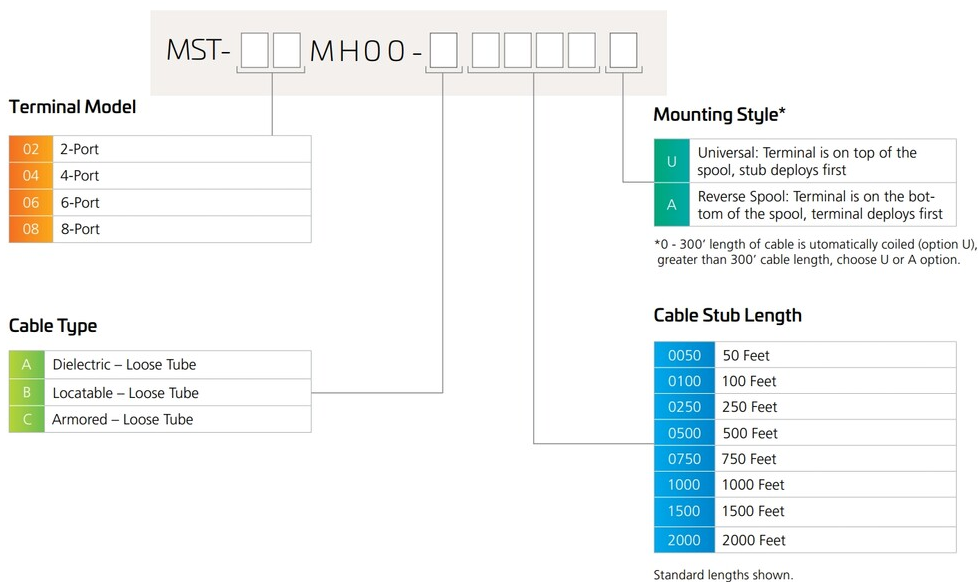 MST- MH00-
Terminal Model
02 2-Port
04 4-Port
06 6-Port
08 8-Port
Cable Type
A Dielectric – Loose Tube
B Locatable – Loose Tube
C Armored – Loose Tube
Mounting Style*
U Universal: Terminal is on top of the
spool, stub deploys first
A Reverse Spool: Terminal is on the bot-
tom of the spool, terminal deploys first
*0 - 300’ length of cable is utomatically coiled (option U),
greater than 300’ cable length, choose U or A option.
Cable Stub Length
0050 50 Feet
0100 100 Feet
0250 250 Feet
0500 500 Feet
0750 750 Feet
1000 1000 Feet
1500 1500 Feet
2000 2000 Feet
Standard lengths shown.